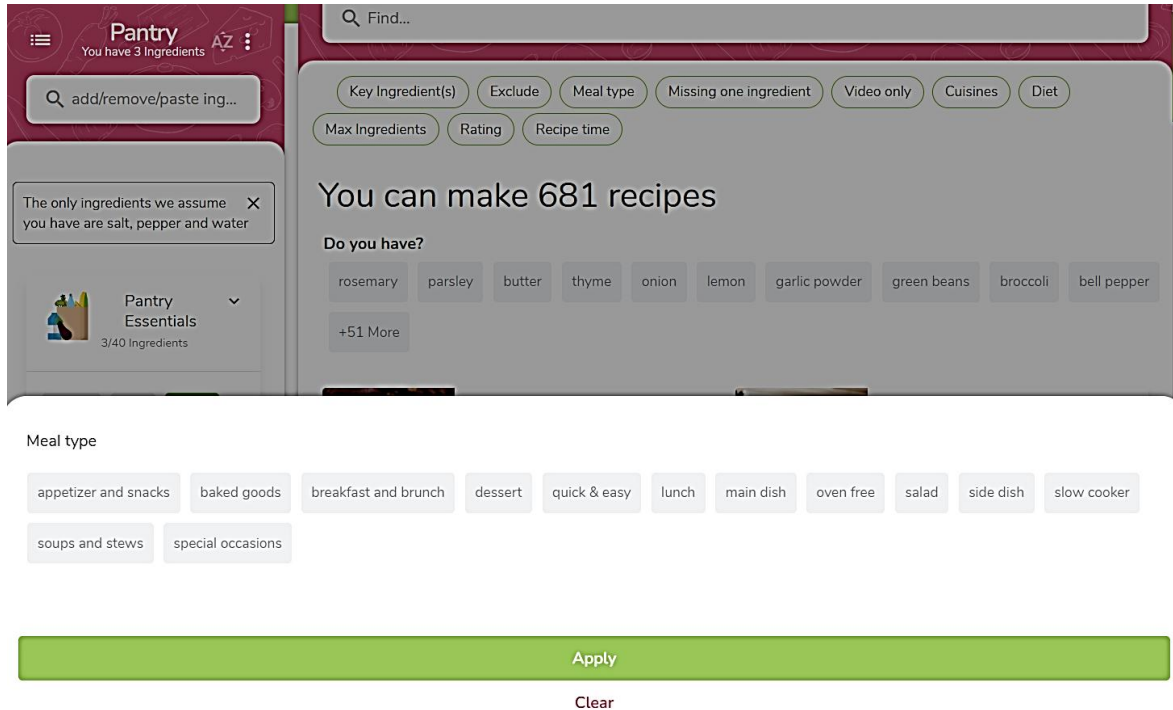 Pantry
You have 3 Ingredients
AZ
add/remove/paste ing...
The only ingredients we assume
you have are salt, pepper and water
Pantry
Essentials
3/40 Ingredients
Find...
Key Ingredient(s) Exclude Meal type Missing one ingredient Video only Cuisines Diet
Max Ingredients Rating Recipe time
You can make 681 recipes
Do you have?
rosemary parsley butter thyme onion lemon garlic powder green beans broccoli bell pepper
+51 More
Meal type
appetizer and snacks baked goods breakfast and brunch dessert quick & easy lunch main dish oven free salad side dish slow cooker
soups and stews special occasions
Apply
Clear